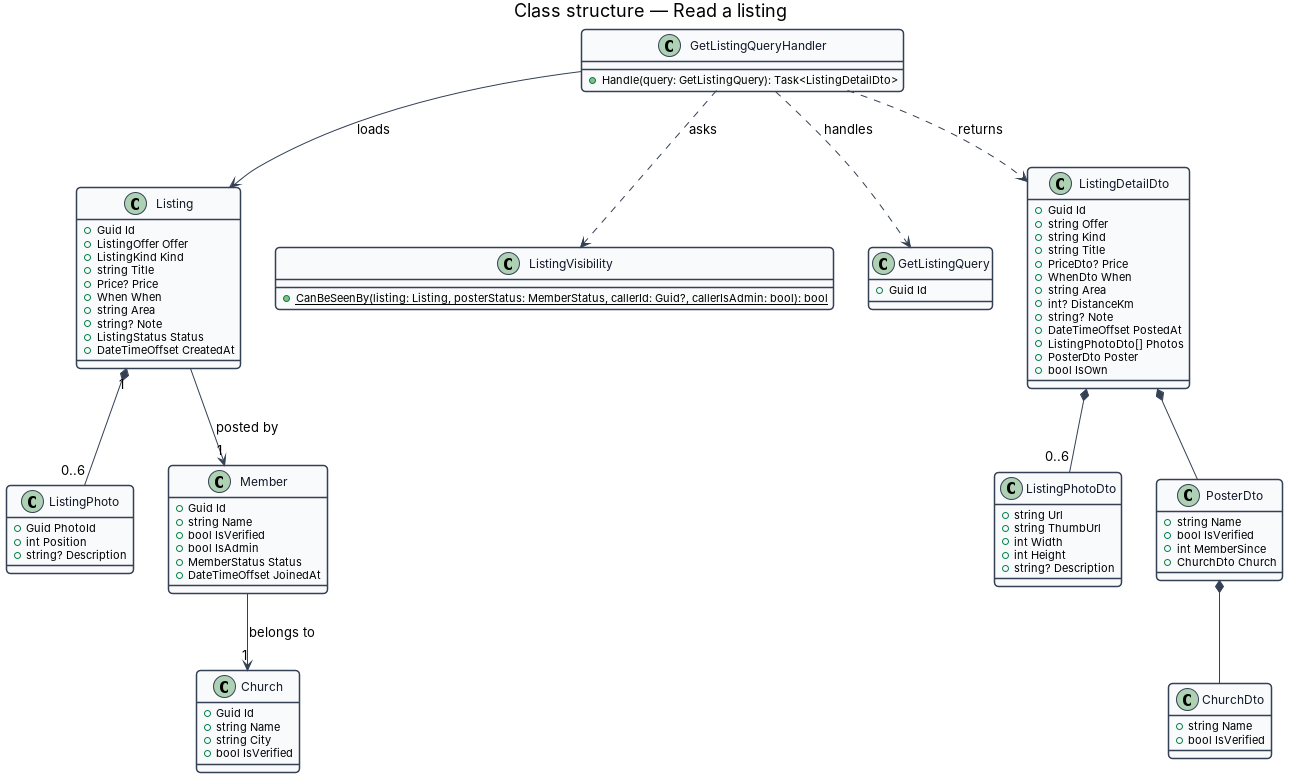 Class structure — Read a listing
C GetListingQueryHandler
Handle(query: GetListingQuery): Task<ListingDetailDto>
loads
asks
handles
returns
C Listing
Guid Id
ListingOffer Offer
ListingKind Kind
string Title
Price? Price
When When
string Area
string? Note
ListingStatus Status
DateTimeOffset CreatedAt
C ListingVisibility
CanBeSeenBy(listing: Listing, posterStatus: MemberStatus, callerId: Guid?, callerIsAdmin: bool): bool
C GetListingQuery
Guid Id
C ListingDetailDto
Guid Id
string Offer
string Kind
string Title
PriceDto? Price
WhenDto When
string Area
int? DistanceKm
string? Note
DateTimeOffset PostedAt
ListingPhotoDto[] Photos
PosterDto Poster
bool IsOwn
1
0..6
posted by
1
0..6
C ListingPhoto
Guid PhotoId
int Position
string? Description
C Member
Guid Id
string Name
bool IsVerified
bool IsAdmin
MemberStatus Status
DateTimeOffset JoinedAt
C ListingPhotoDto
string Url
string ThumbUrl
int Width
int Height
string? Description
C PosterDto
string Name
bool IsVerified
int MemberSince
ChurchDto Church
belongs to
1
C Church
Guid Id
string Name
string City
bool IsVerified
C ChurchDto
string Name
bool IsVerified